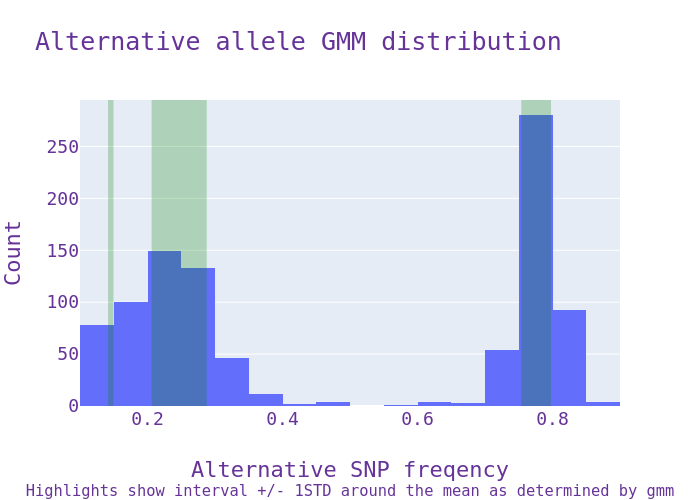 Alternative allele GMM distribution
Count
250
200
150
100
50
0
0.2 0.4 0.6 0.8
Alternative SNP freqency
Highlights show interval +/- 1STD around the mean as determined by gmm